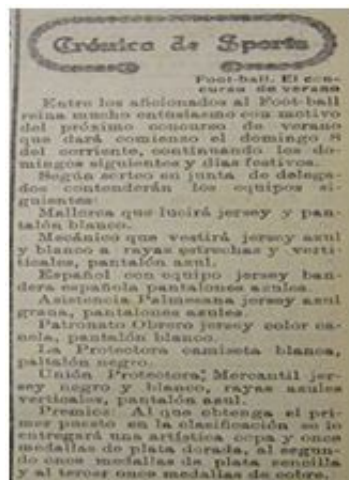 Crónica de Sports
Foot-ball. El con-
curso de verano
Entre los aficionados al Foot-ball
reina mucho entusiasmo con motivo
del próximo concurso de verano
que dará comienzo el domingo 8
del corriente, continuando los do-
mingos siguientes y días festivos.
Según sorteo en junta de delega-
dos contenderán los equipos si-
guientes:
Mallorca que lucirá jersey y pan-
talón blanco.
Mecánico que vestirá jersey azul
y blanco a rayas estrechas y verti-
ticales, pantalón azul.
Español con equipo jersey ban-
dera española pantalones azules.
Asistencia Palmesana jersey azul
grana, pantalones azules.
Patronato Obrero jersey color ca-
nela, pantalón blanco.
La Protectora camiseta blanca,
paltalón negro.
Unión Protectora; Mercantil jer-
sey negro y blanco, rayas azules
verticales, pantalón azul.
Premios: Al que obtenga el pri-
mer puesto en la clasificación se lo
entregará una artística copa y once
medallas de plata dorada, al segun-
do once medallas de plata sencilla
y al tercer once medallas de cobre.